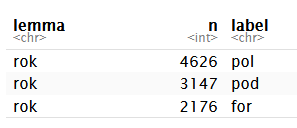 lemma n label
<chr> <int> <chr>
rok 4626 pol
rok 3147 pod
rok 2176 for